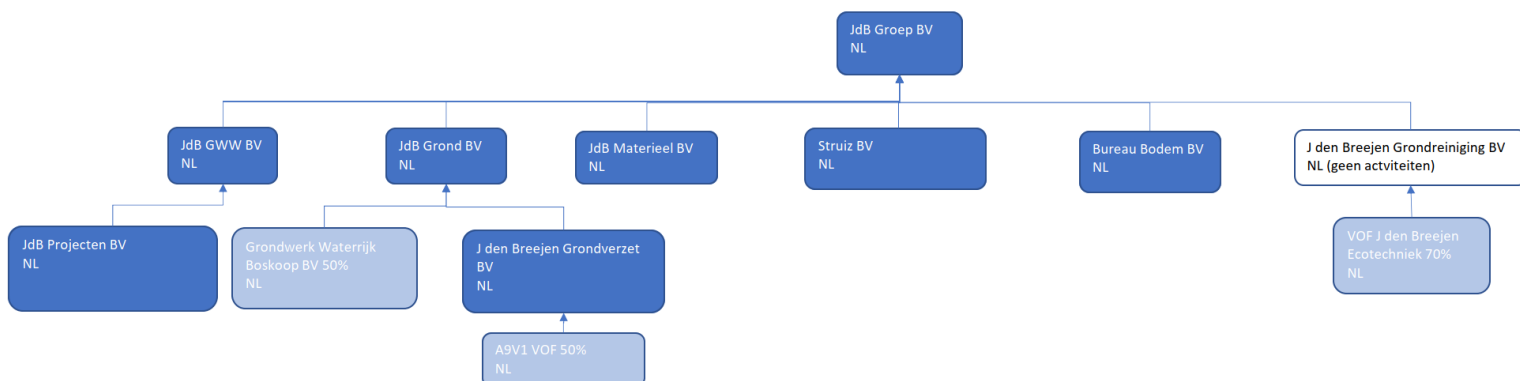 JdB Groep BV
NL
JdB GWW BV
NL
JdB Grond BV
NL
JdB Materieel BV
NL
Struiz BV
NL
Bureau Bodem BV
NL
J den Breejen Grondreiniging BV
NL (geen actviteiten)
JdB Projecten BV
NL
Grondwerk Waterrijk
Boskoop BV 50%
NL
J den Breejen Grondverzet
BV
NL
VOF J den Breejen
Ecotechniek 70%
NL
A9V1 VOF 50%
NL